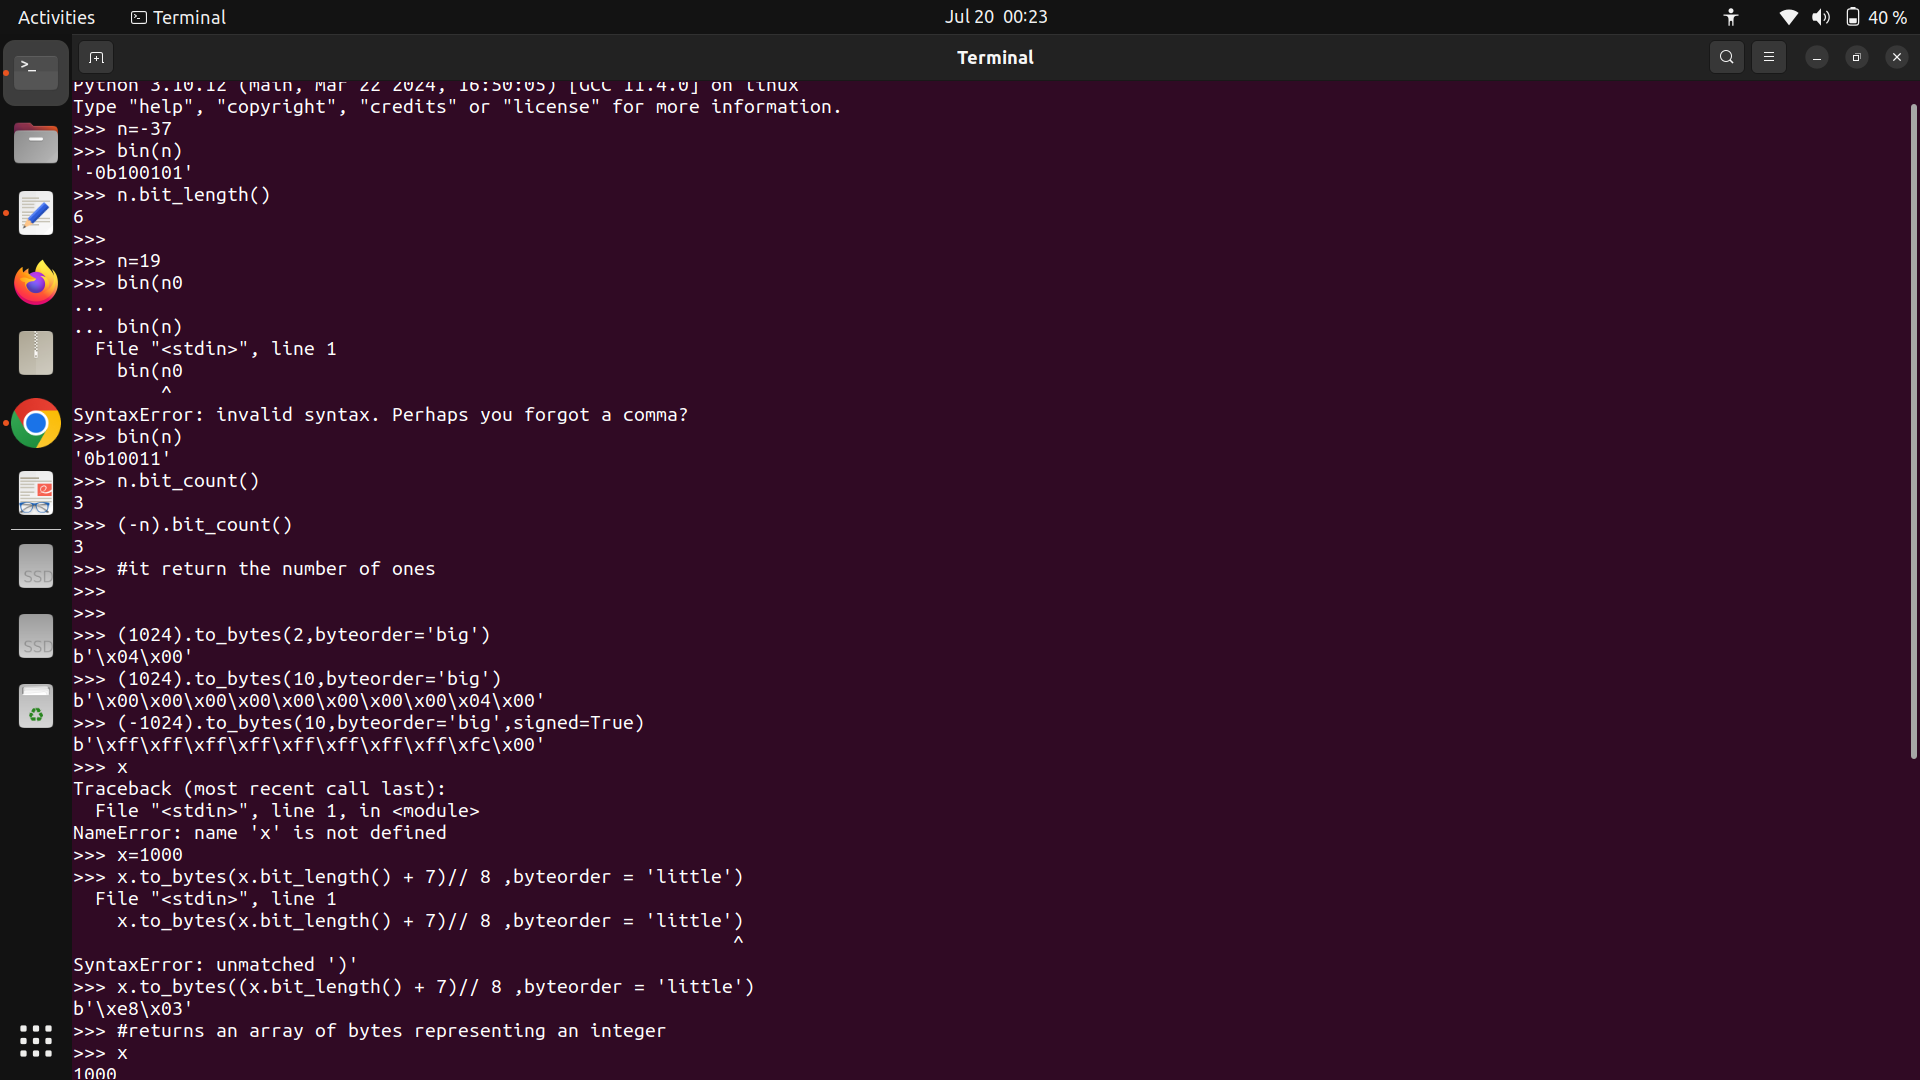 Activities
Terminal
Jul 20 00:23
40 %
Terminal
Python 3.10.12 (main, Mar 22 2024, 16:50:05) [GCC 11.4.0] on linux
Type "help", "copyright", "credits" or "license" for more information.
>>> n=-37
>>> bin(n)
'-0b100101'
>>> n.bit_length()
6
>>>
>>> n=19
>>> bin(n0
...
... bin(n)
  File "<stdin>", line 1
    bin(n0
        ^
SyntaxError: invalid syntax. Perhaps you forgot a comma?
>>> bin(n)
'0b10011'
>>> n.bit_count()
3
>>> (-n).bit_count()
3
>>> #it return the number of ones
>>>
>>>
>>> (1024).to_bytes(2,byteorder='big')
b'\x04\x00'
>>> (1024).to_bytes(10,byteorder='big')
b'\x00\x00\x00\x00\x00\x00\x00\x00\x04\x00'
>>> (-1024).to_bytes(10,byteorder='big',signed=True)
b'\xff\xff\xff\xff\xff\xff\xff\xff\xfc\x00'
>>> x
Traceback (most recent call last):
  File "<stdin>", line 1, in <module>
NameError: name 'x' is not defined
>>> x=1000
>>> x.to_bytes(x.bit_length() + 7)// 8 ,byteorder = 'little')
  File "<stdin>", line 1
    x.to_bytes(x.bit_length() + 7)// 8 ,byteorder = 'little')
                                                            ^
SyntaxError: unmatched ')'
>>> x.to_bytes((x.bit_length() + 7)// 8 ,byteorder = 'little')
b'\xe8\x03'
>>> #returns an array of bytes representing an integer
>>> x
1000
SSD
SSD